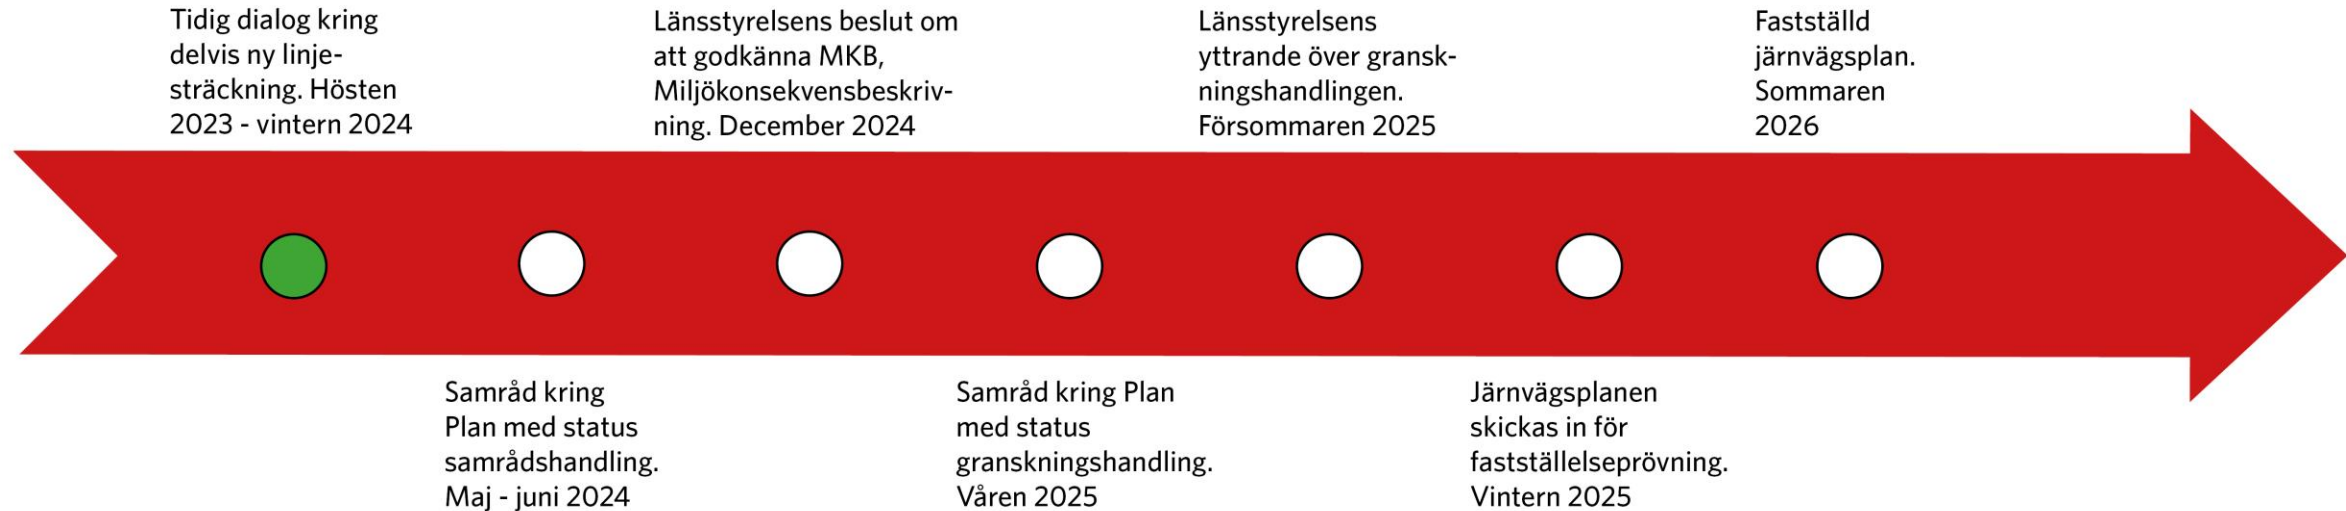 Tidig dialog kring
delvis ny linje-
sträckning. Hösten
2023 - vintern 2024
Samråd kring
Plan med status
samrådshandling.
Maj - juni 2024
Länsstyrelsens beslut om
att godkänna MKB,
Miljökonsekvensbeskriv-
ning. December 2024
Samråd kring Plan
med status
granskningshandling.
Våren 2025
Länsstyrelsens
yttrande över gransk-
ningshandlingen.
Försommaren 2025
Järnvägsplanen
skickas in för
fastställelseprövning.
Vintern 2025
Fastställd
järnvägsplan.
Sommaren
2026